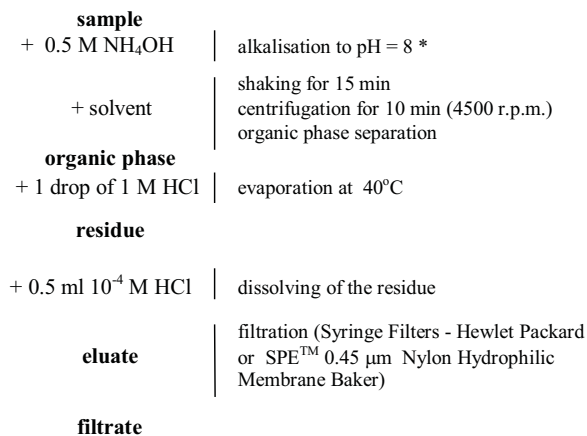 sample
+ 0.5 M NH₄OH alkalisation to pH = 8 *
shaking for 15 min
+ solvent centrifugation for 10 min (4500 r.p.m.)
organic phase separation
organic phase
+ 1 drop of 1 M HCl evaporation at 40°C
residue
+ 0.5 ml 10⁻⁴ M HCl dissolving of the residue
filtration (Syringe Filters - Hewlet Packard
eluate or SPE™ 0.45 μm Nylon Hydrophilic
Membrane Baker)
filtrate